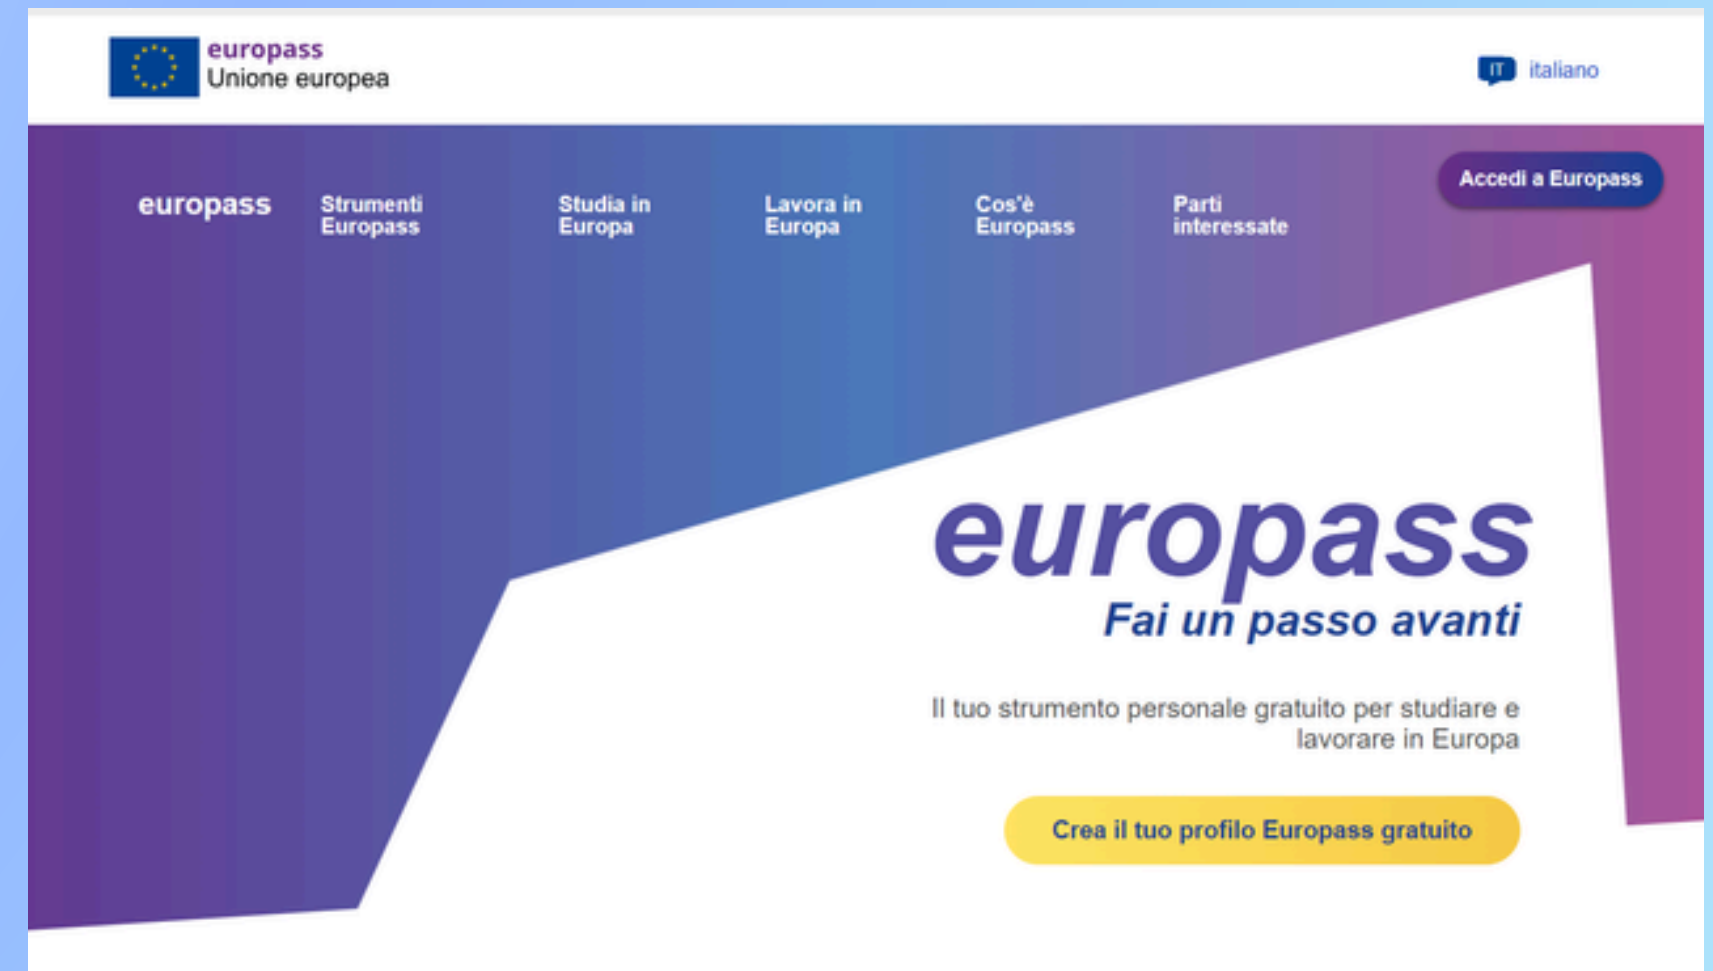 europass
Unione europea
IT italiano
Accedi a Europass
europass
Strumenti
Europass
Studia in
Europa
Lavora in
Europa
Cos'è
Europass
Parti
interessate
europass
Fai un passo avanti
Il tuo strumento personale gratuito per studiare e
lavorare in Europa
Crea il tuo profilo Europass gratuito